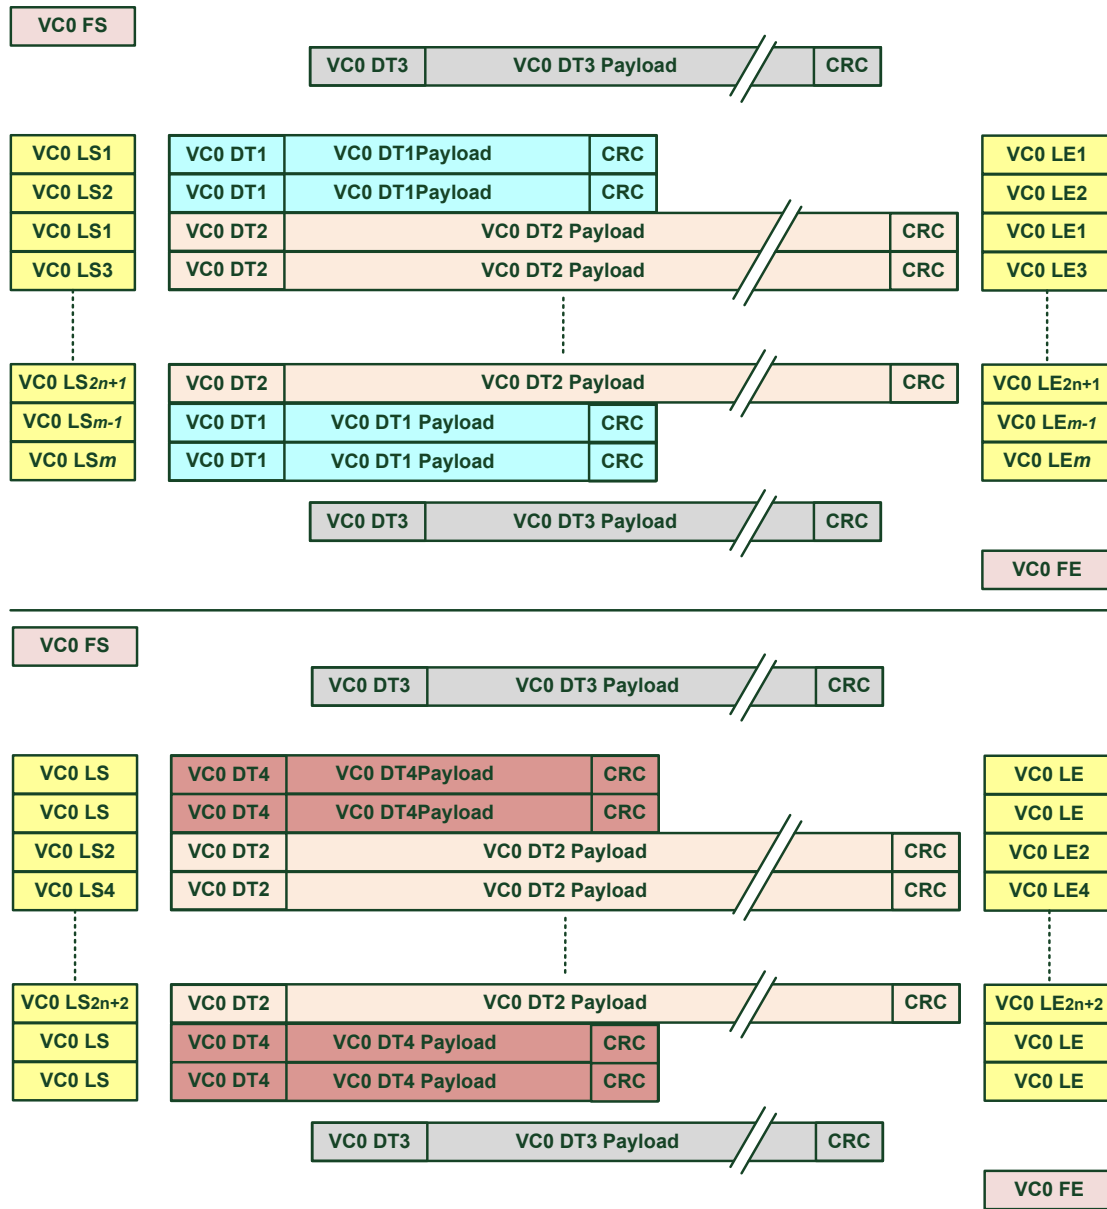 VC0 FS
VC0 DT3 VC0 DT3 Payload CRC
VC0 LS1 VC0 DT1 VC0 DT1Payload CRC VC0 LE1
VC0 LS2 VC0 DT1 VC0 DT1Payload CRC VC0 LE2
VC0 LS1 VC0 DT2 VC0 DT2 Payload CRC VC0 LE1
VC0 LS3 VC0 DT2 VC0 DT2 Payload CRC VC0 LE3
VC0 LS2n+1 VC0 DT2 VC0 DT2 Payload CRC VC0 LE2n+1
VC0 LSm-1 VC0 DT1 VC0 DT1 Payload CRC VC0 LEm-1
VC0 LSm VC0 DT1 VC0 DT1 Payload CRC VC0 LEm
VC0 DT3 VC0 DT3 Payload CRC
VC0 FE
VC0 FS
VC0 DT3 VC0 DT3 Payload CRC
VC0 LS VC0 DT4 VC0 DT4Payload CRC VC0 LE
VC0 LS VC0 DT4 VC0 DT4Payload CRC VC0 LE
VC0 LS2 VC0 DT2 VC0 DT2 Payload CRC VC0 LE2
VC0 LS4 VC0 DT2 VC0 DT2 Payload CRC VC0 LE4
VC0 LS2n+2 VC0 DT2 VC0 DT2 Payload CRC VC0 LE2n+2
VC0 LS VC0 DT4 VC0 DT4 Payload CRC VC0 LE
VC0 LS VC0 DT4 VC0 DT4 Payload CRC VC0 LE
VC0 DT3 VC0 DT3 Payload CRC
VC0 FE